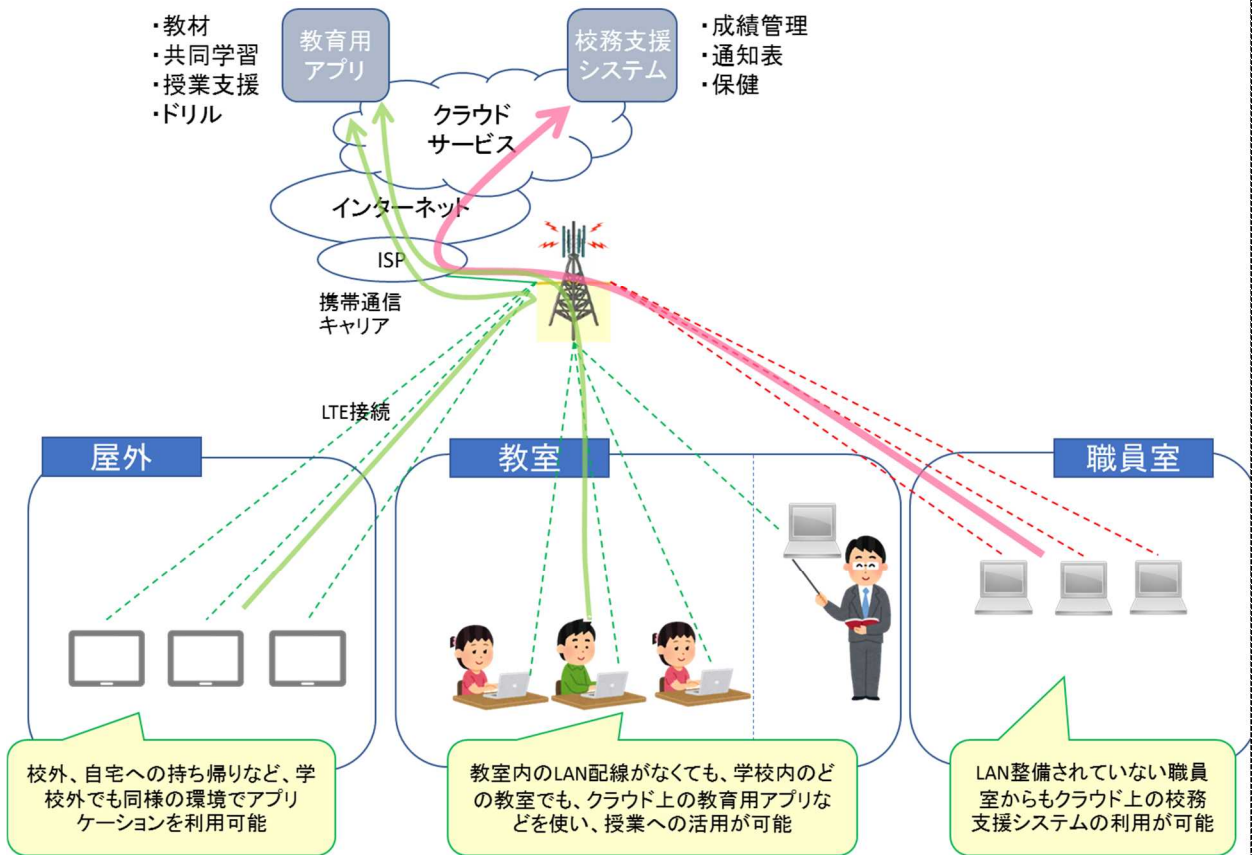 ・教材
・共同学習
・授業支援
・ドリル
教育用
アプリ
校務支援
システム
・成績管理
・通知表
・保健
クラウド
サービス
インターネット
ISP
携帯通信
キャリア
LTE接続
屋外
教室
職員室
校外、自宅への持ち帰りなど、学
校外でも同様の環境でアプリ
ケーションを利用可能
教室内のLAN配線がなくても、学校内のど
の教室でも、クラウド上の教育用アプリな
どを使い、授業への活用が可能
LAN整備されていない職員
室からもクラウド上の校務
支援システムの利用が可能